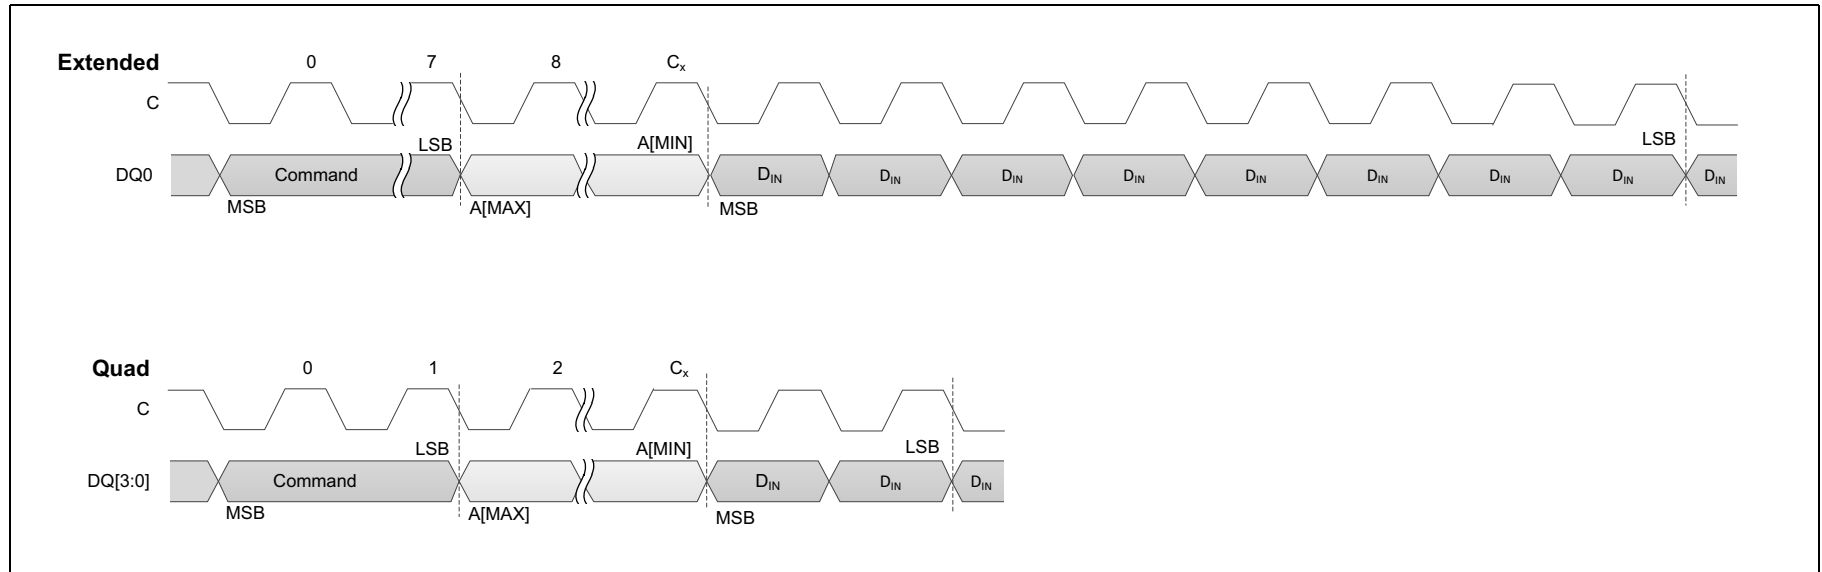 Extended 0 7 8 Cx
C
LSB A[MIN] LSB
DQ0 Command DIN DIN DIN DIN DIN DIN DIN DIN DIN
MSB A[MAX] MSB
Quad 0 1 2 Cx
C
LSB A[MIN] LSB
DQ[3:0] Command DIN DIN DIN
MSB A[MAX] MSB